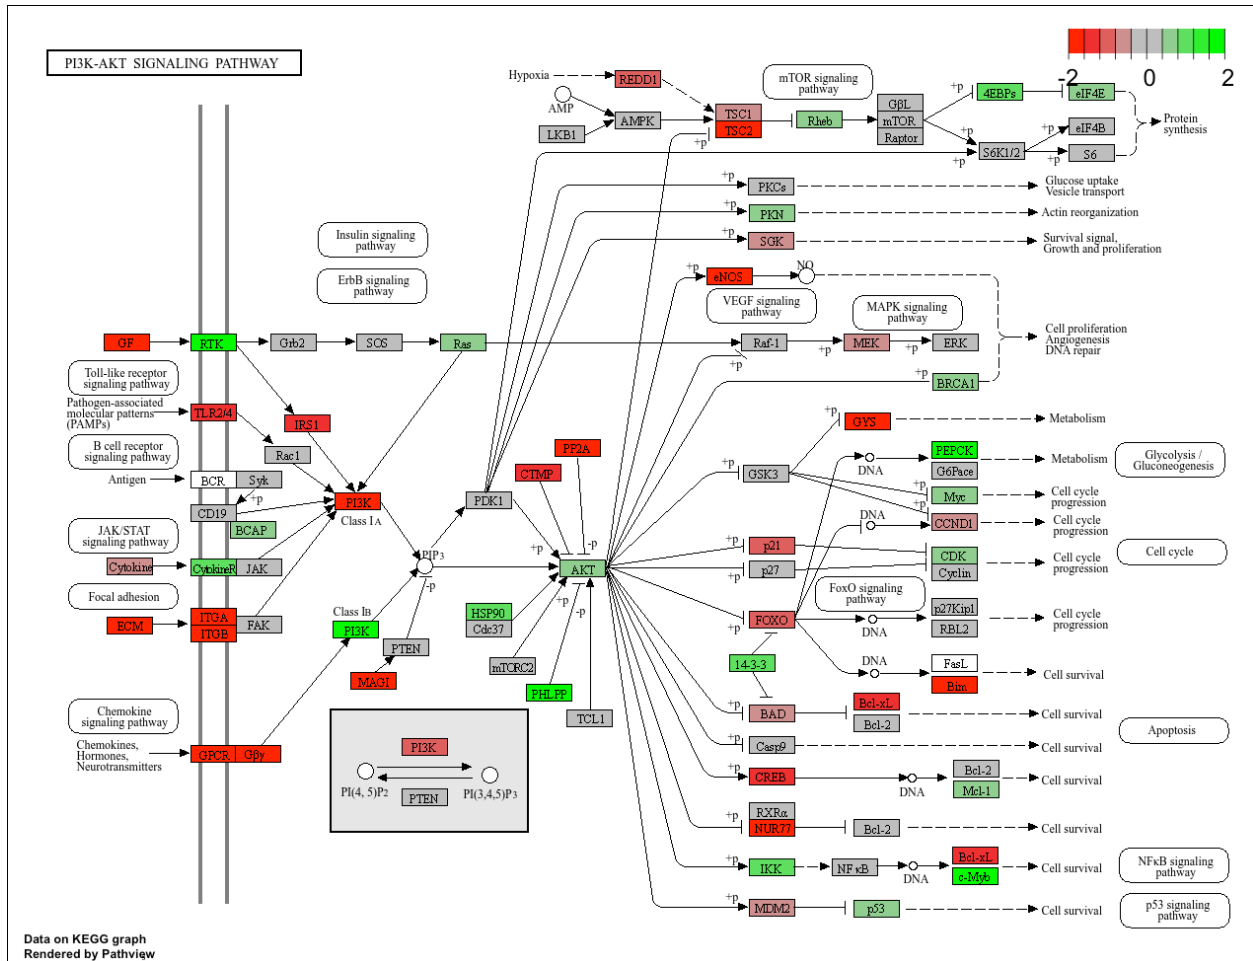 PI3K-AKT SIGNALING PATHWAY
-2 0 2
Hypoxia
REDD1
AMP
LKB1
AMPK
TSC1
TSC2
+p
mTOR signaling
pathway
Rheb
GβL
mTOR
Raptor
+p
4EBPs
eIF4E
+p
+p
S6K1/2
+p
+p
eIF4B
S6
Protein
synthesis
+p
PKCs
Glucose uptake
Vesicle transport
+p
PKN
Actin reorganization
+p
SGK
Survival signal,
Growth and proliferation
Insulin signaling
pathway
ErbB signaling
pathway
+p
eNOS
NO
VEGF signaling
pathway
MAPK signaling
pathway
GF
RTK
Grb2
SOS
Ras
Raf-1
+p
MEK
+p
ERK
+p
Cell proliferation
Angiogenesis
DNA repair
+p
BRCA1
Toll-like receptor
signaling pathway
Pathogen-associated
molecular patterns
(PAMPs)
TLR2/4
IRS1
Rac1
B cell receptor
signaling pathway
Antigen
BCR
Syk
+p
CD19
BCAP
PI3K
Class IA
PDK1
CTMP
PP2A
+p
GSK3
+p
GYS
Metabolism
DNA
PEPCK
G6Pace
Metabolism
Glycolysis /
Gluconeogenesis
+p
Myc
Cell cycle
progression
+p
DNA
CCND1
Cell cycle
progression
JAK/STAT
signaling pathway
Cytokine
CytokineR
JAK
PIP3
-p
+p
-p
AKT
+p
p21
+p
p27
CDK
Cyclin
Cell cycle
progression
Cell cycle
Focal adhesion
ECM
ITGA
ITGB
FAK
Class IB
PI3K
PTEN
MAGI
HSP90
Cdc37
+p
-p
mTORC2
PHLPP
TCL1
FoxO signaling
pathway
+p
FOXO
DNA
p27Kip1
RBL2
Cell cycle
progression
14-3-3
DNA
FasL
Bim
Cell survival
+p
BAD
Bcl-xL
Bcl-2
Cell survival
Apoptosis
+p
Casp9
Cell survival
Chemokine
signaling pathway
Chemokines,
Hormones,
Neurotransmitters
GPCR
Gβγ
PI3K
PI(4, 5)P2
PI(3,4,5)P3
PTEN
+p
CREB
DNA
Bcl-2
Mcl-1
Cell survival
+p
RXRα
NUR77
Bcl-2
Cell survival
+p
IKK
NFκB
DNA
Bcl-xL
c-Myb
Cell survival
NFκB signaling
pathway
+p
MDM2
p53
Cell survival
p53 signaling
pathway
Data on KEGG graph
Rendered by Pathview